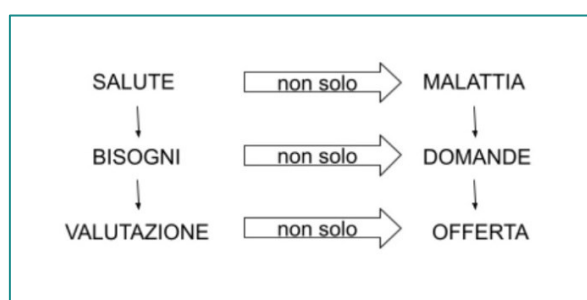 SALUTE non solo MALATTIA
BISOGNI non solo DOMANDE
VALUTAZIONE non solo OFFERTA